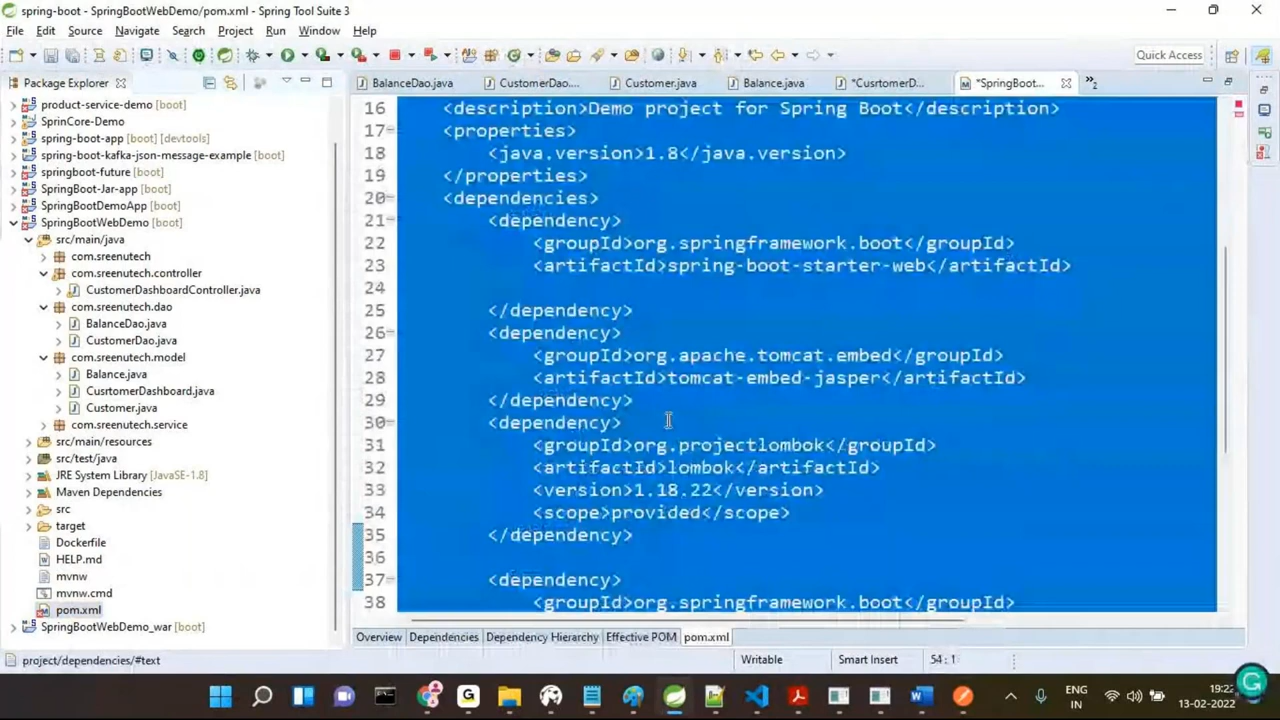 spring-boot - SpringBootWebDemo/pom.xml - Spring Tool Suite 3
File Edit Source Navigate Search Project Run Window Help
Quick Access
Package Explorer
BalanceDao.java
CustomerDao....
Customer.java
Balance.java
*CusrtomerD...
*SpringBoot...
»2
product-service-demo [boot]
SprinCore-Demo
spring-boot-app [boot] [devtools]
spring-boot-kafka-json-message-example [boot]
springboot-future [boot]
SpringBoot-Jar-app [boot]
SpringBootDemoApp [boot]
SpringBootWebDemo [boot]
src/main/java
com.sreenutech
com.sreenutech.controller
CustomerDashboardController.java
com.sreenutech.dao
BalanceDao.java
CustomerDao.java
com.sreenutech.model
Balance.java
CusrtomerDashboard.java
Customer.java
com.sreenutech.service
src/main/resources
src/test/java
JRE System Library [JavaSE-1.8]
Maven Dependencies
src
target
Dockerfile
HELP.md
mvnw
mvnw.cmd
pom.xml
SpringBootWebDemo_war [boot]
16 <description>Demo project for Spring Boot</description>
17 <properties>
18 <java.version>1.8</java.version>
19 </properties>
20 <dependencies>
21 <dependency>
22 <groupId>org.springframework.boot</groupId>
23 <artifactId>spring-boot-starter-web</artifactId>
24
25 </dependency>
26 <dependency>
27 <groupId>org.apache.tomcat.embed</groupId>
28 <artifactId>tomcat-embed-jasper</artifactId>
29 </dependency>
30 <dependency>
31 <groupId>org.projectlombok</groupId>
32 <artifactId>lombok</artifactId>
33 <version>1.18.22</version>
34 <scope>provided</scope>
35 </dependency>
36
37 <dependency>
38 <groupId>org.springframework.boot</groupId>
Overview Dependencies Dependency Hierarchy Effective POM pom.xml
project/dependencies/#text
Writable
Smart Insert
54 : 1
ENG
IN
19:22
13-02-2022